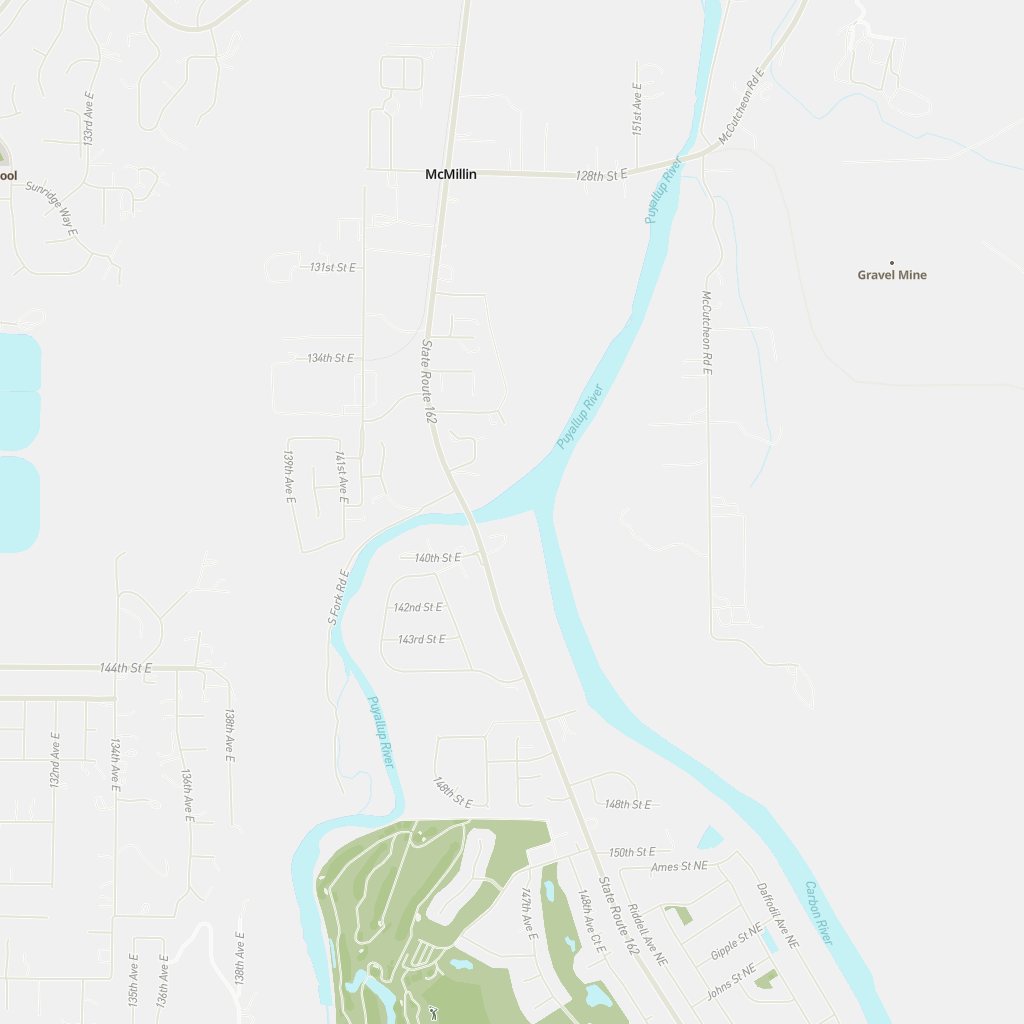 133rd Ave E
151st Ave E
McCutcheon Rd E
McMillin
128th St E
ool
Sunridge Way E
Puyallup River
131st St E
Gravel Mine
McCutcheon Rd E
134th St E
State Route 162
Puyallup River
139th Ave E
141st Ave E
140th St E
S Fork Rd E
142nd St E
143rd St E
144th St E
Puyallup River
138th Ave E
132nd Ave E
134th Ave E
136th Ave E
148th St E
148th St E
150th St E
Ames St NE
State Route 162
147th Ave E
148th Ave Ct E
Riddell Ave NE
Daffodil Ave NE
Carbon River
Gipple St NE
Johns St NE
135th Ave E
136th Ave E
138th Ave E